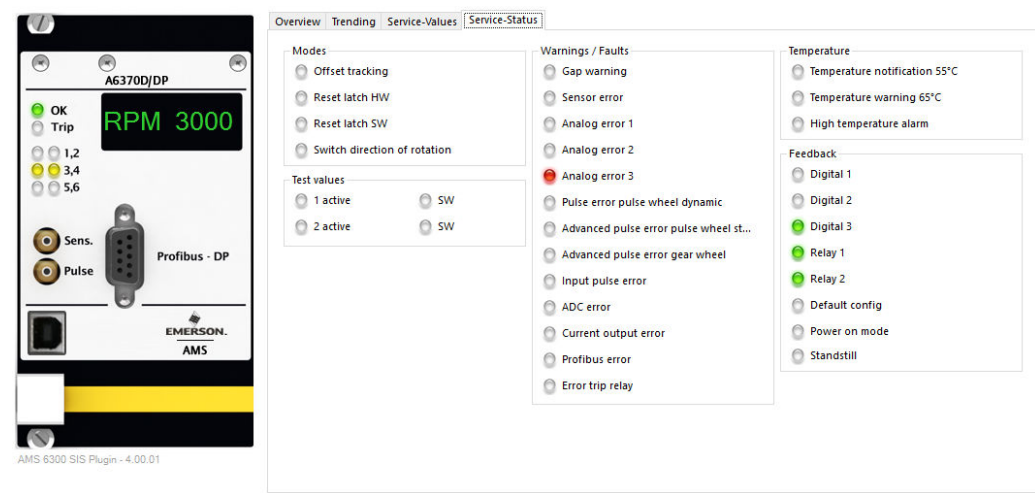 Overview Trending Service-Values Service-Status
A6370D/DP
OK
Trip
RPM 3000
1,2
3,4
5,6
Sens.
Pulse
Profibus - DP
EMERSON.
AMS
AMS 6300 SIS Plugin - 4.00.01
Modes
Offset tracking
Reset latch HW
Reset latch SW
Switch direction of rotation
Test values
1 active SW
2 active SW
Warnings / Faults
Gap warning
Sensor error
Analog error 1
Analog error 2
Analog error 3
Pulse error pulse wheel dynamic
Advanced pulse error pulse wheel st...
Advanced pulse error gear wheel
Input pulse error
ADC error
Current output error
Profibus error
Error trip relay
Temperature
Temperature notification 55°C
Temperature warning 65°C
High temperature alarm
Feedback
Digital 1
Digital 2
Digital 3
Relay 1
Relay 2
Default config
Power on mode
Standstill